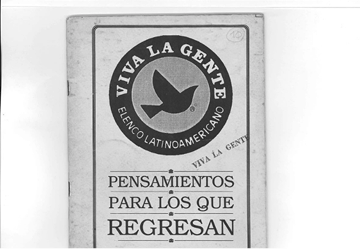 VIVA LA GENTE
ELENCO LATINOAMERICANO
VIVA LA GENTE
PENSAMIENTOS
PARA LOS QUE
REGRESAN